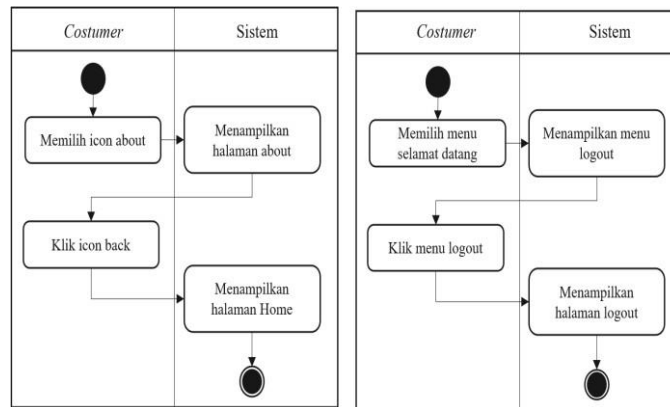 Costumer
Sistem
Memilih icon about
Menampilkan
halaman about
Klik icon back
Menampilkan
halaman Home
Costumer
Sistem
Memilih menu
selamat datang
Menampilkan menu
logout
Klik menu logout
Menampilkan
halaman logout